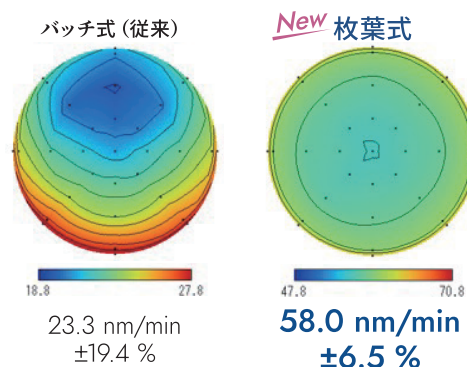 バッチ式 (従来)
New 枚葉式
18.8 27.8
47.8 70.8
23.3 nm/min
±19.4 %
58.0 nm/min
±6.5 %